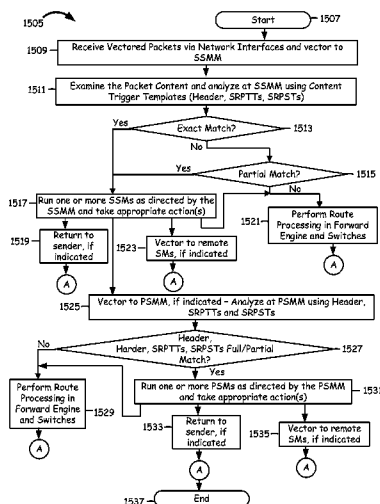 1505
Start
1507
1509
Receive Vectored Packets via Network Interfaces and vector to
SSMM
1511
Examine the Packet Content and analyze at SSMM using Content
Trigger Templates (Header, SRPTTs, SRPSTs)
Yes
Exact Match?
1513
No
Yes
Partial Match?
1515
No
1517
Run one or more SSMs as directed by the
SSMM and take appropriate action(s)
1521
Perform Route
Processing in
Forward
Engine and Switches
1519
Return to
sender, if
indicated
1523
Vector to remote
SMs, if indicated
A
A
A
1525
Vector to PSMM, if indicated - Analyze at PSMM using Header,
SRPTTs and SRPSTs
No
Header,
Harder, SRPTTs, SRPSTs Full/Partial
Match?
1527
Yes
Perform Route
Processing in
Forward Engine
and Switches
1529
Run one or more PSMs as directed by the PSMM
and take appropriate action(s)
1531
1533
Return to
sender, if
indicated
1535
Vector to remote
SMs, if indicated
A
A
A
A
1537
End